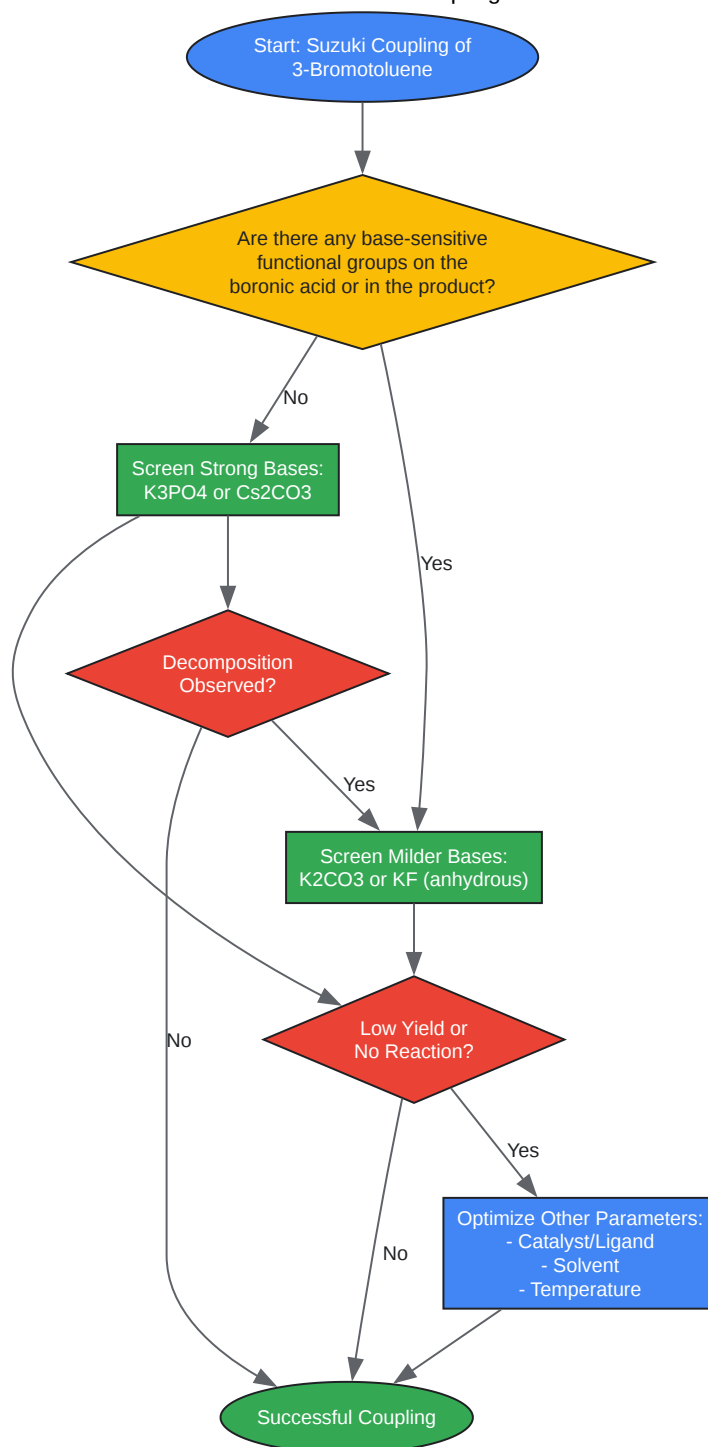 Start: Suzuki Coupling of
3-Bromotoluene
Are there any base-sensitive
functional groups on the
boronic acid or in the product?
No
Screen Strong Bases:
K3PO4 or Cs2CO3
Yes
Decomposition
Observed?
Yes
Screen Milder Bases:
K2CO3 or KF (anhydrous)
Low Yield or
No Reaction?
No
Yes
Optimize Other Parameters:
- Catalyst/Ligand
- Solvent
- Temperature
No
Successful Coupling